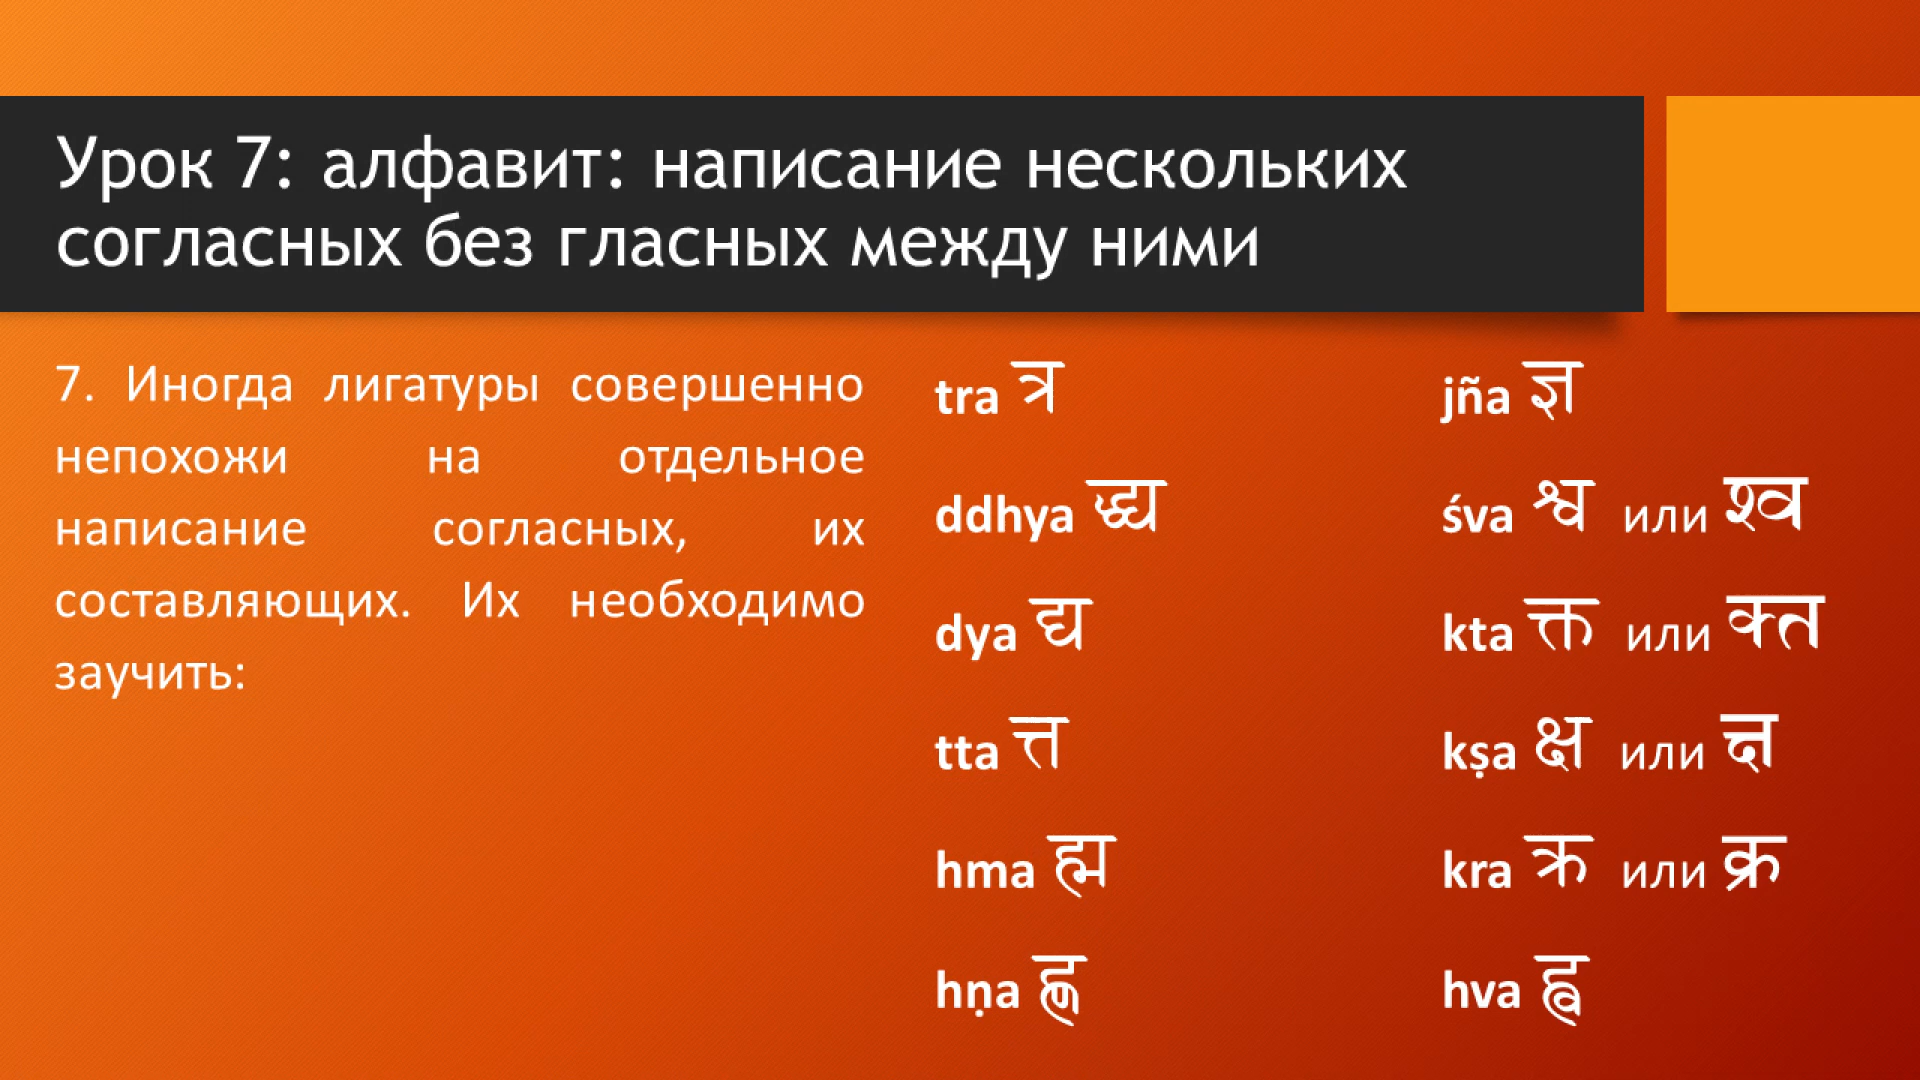 Урок 7: алфавит: написание нескольких
согласных без гласных между ними
7. Иногда лигатуры совершенно
непохожи на отдельное
написание согласных, их
составляющих. Их необходимо
заучить:
tra त्र
ddhya द्ध्य
dya द्य
tta त्त
hma ह्म
hṇa ह्ण
jña ज्ञ
śva श्व или श्व
kta क्त или क्त
kṣa क्ष или क्ष
kra क्र или क्र
hva ह्व